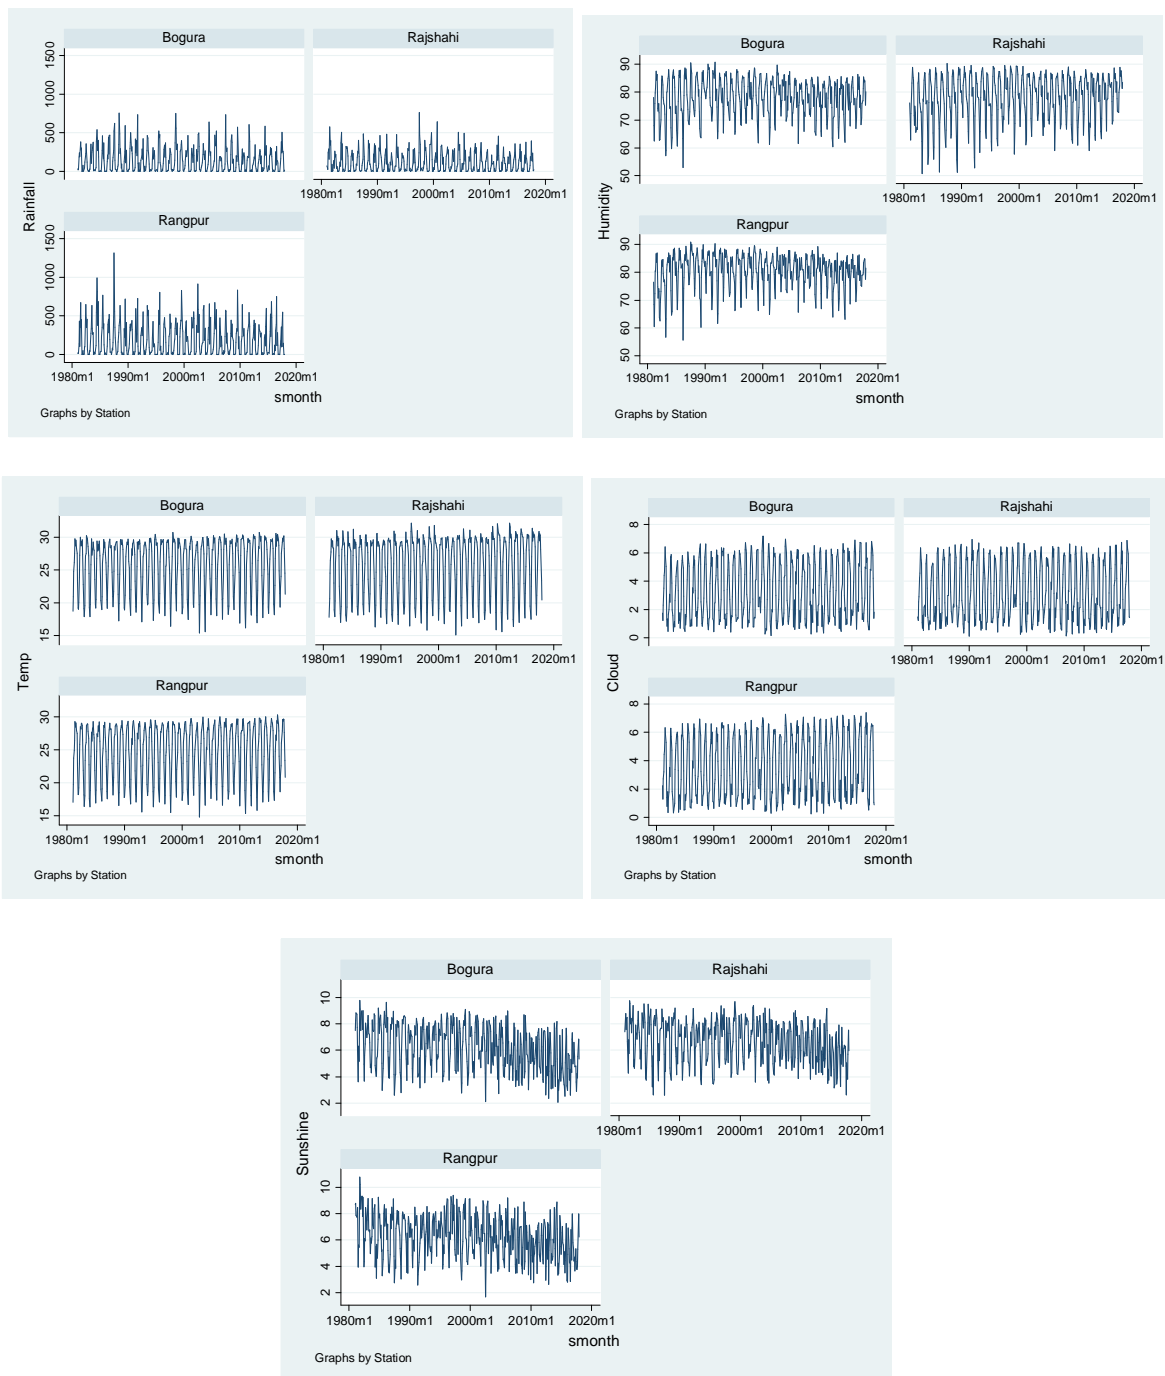 Bogura Rajshahi
Rainfall
0 500 1000 1500
1980m1 1990m1 2000m1 2010m1 2020m1
Rangpur
0 500 1000 1500
1980m1 1990m1 2000m1 2010m1 2020m1
smonth
Graphs by Station
Bogura Rajshahi
Humidity
50 60 70 80 90
1980m1 1990m1 2000m1 2010m1 2020m1
Rangpur
50 60 70 80 90
1980m1 1990m1 2000m1 2010m1 2020m1
smonth
Graphs by Station
Bogura Rajshahi
Temp
15 20 25 30
1980m1 1990m1 2000m1 2010m1 2020m1
Rangpur
15 20 25 30
1980m1 1990m1 2000m1 2010m1 2020m1
smonth
Graphs by Station
Bogura Rajshahi
Cloud
0 2 4 6 8
1980m1 1990m1 2000m1 2010m1 2020m1
Rangpur
0 2 4 6 8
1980m1 1990m1 2000m1 2010m1 2020m1
smonth
Graphs by Station
Bogura Rajshahi
Sunshine
2 4 6 8 10
1980m1 1990m1 2000m1 2010m1 2020m1
Rangpur
2 4 6 8 10
1980m1 1990m1 2000m1 2010m1 2020m1
smonth
Graphs by Station